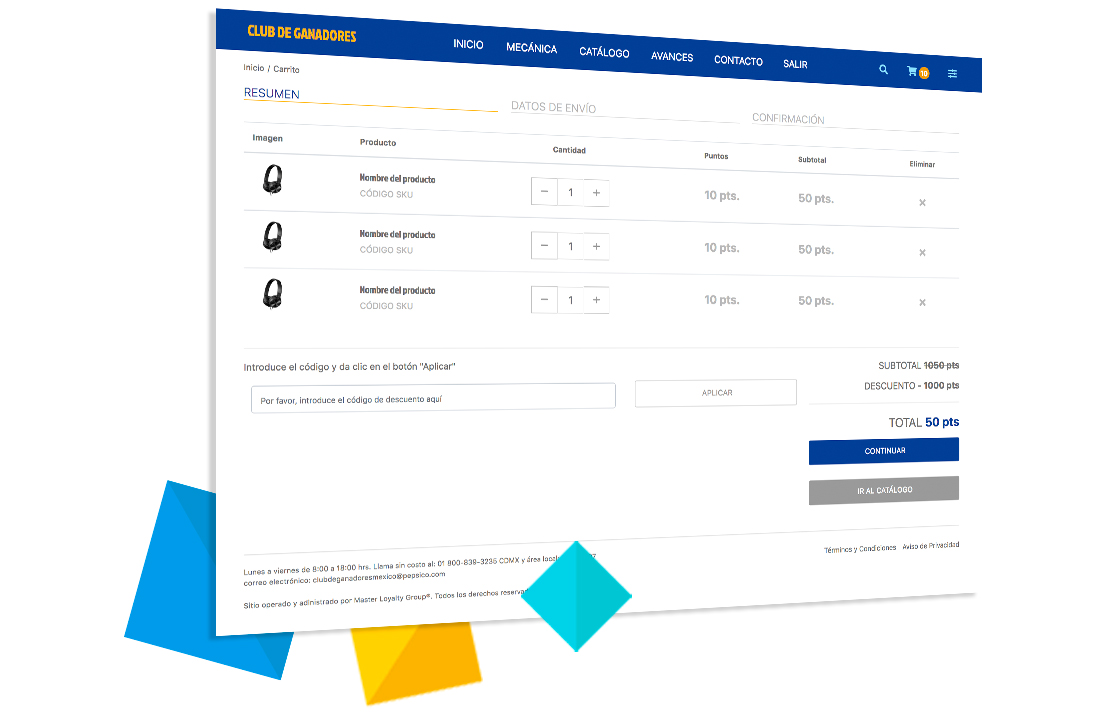 CLUB DE GANADORES
INICIO MECÁNICA CATÁLOGO AVANCES CONTACTO SALIR 10
Inicio / Carrito
RESUMEN DATOS DE ENVÍO CONFIRMACIÓN
Imagen Producto Cantidad Puntos Subtotal Eliminar
Nombre del producto
CÓDIGO SKU
− 1 + 10 pts. 50 pts. x
Nombre del producto
CÓDIGO SKU
− 1 + 10 pts. 50 pts. x
Nombre del producto
CÓDIGO SKU
− 1 + 10 pts. 50 pts. x
Introduce el código y da clic en el botón "Aplicar"
Por favor, introduce el código de descuento aquí
APLICAR
SUBTOTAL 1050 pts
DESCUENTO - 1000 pts
TOTAL 50 pts
CONTINUAR
IR AL CATÁLOGO
Lunes a viernes de 8:00 a 18:00 hrs. Llama sin costo al: 01 800-839-3235 CDMX y área
correo electrónico: clubdeganadoresmexico@pepsico.com
Términos y Condiciones Aviso de Privacidad
Sitio operado y adinistrado por Master Loyalty Group®. Todos los derechos